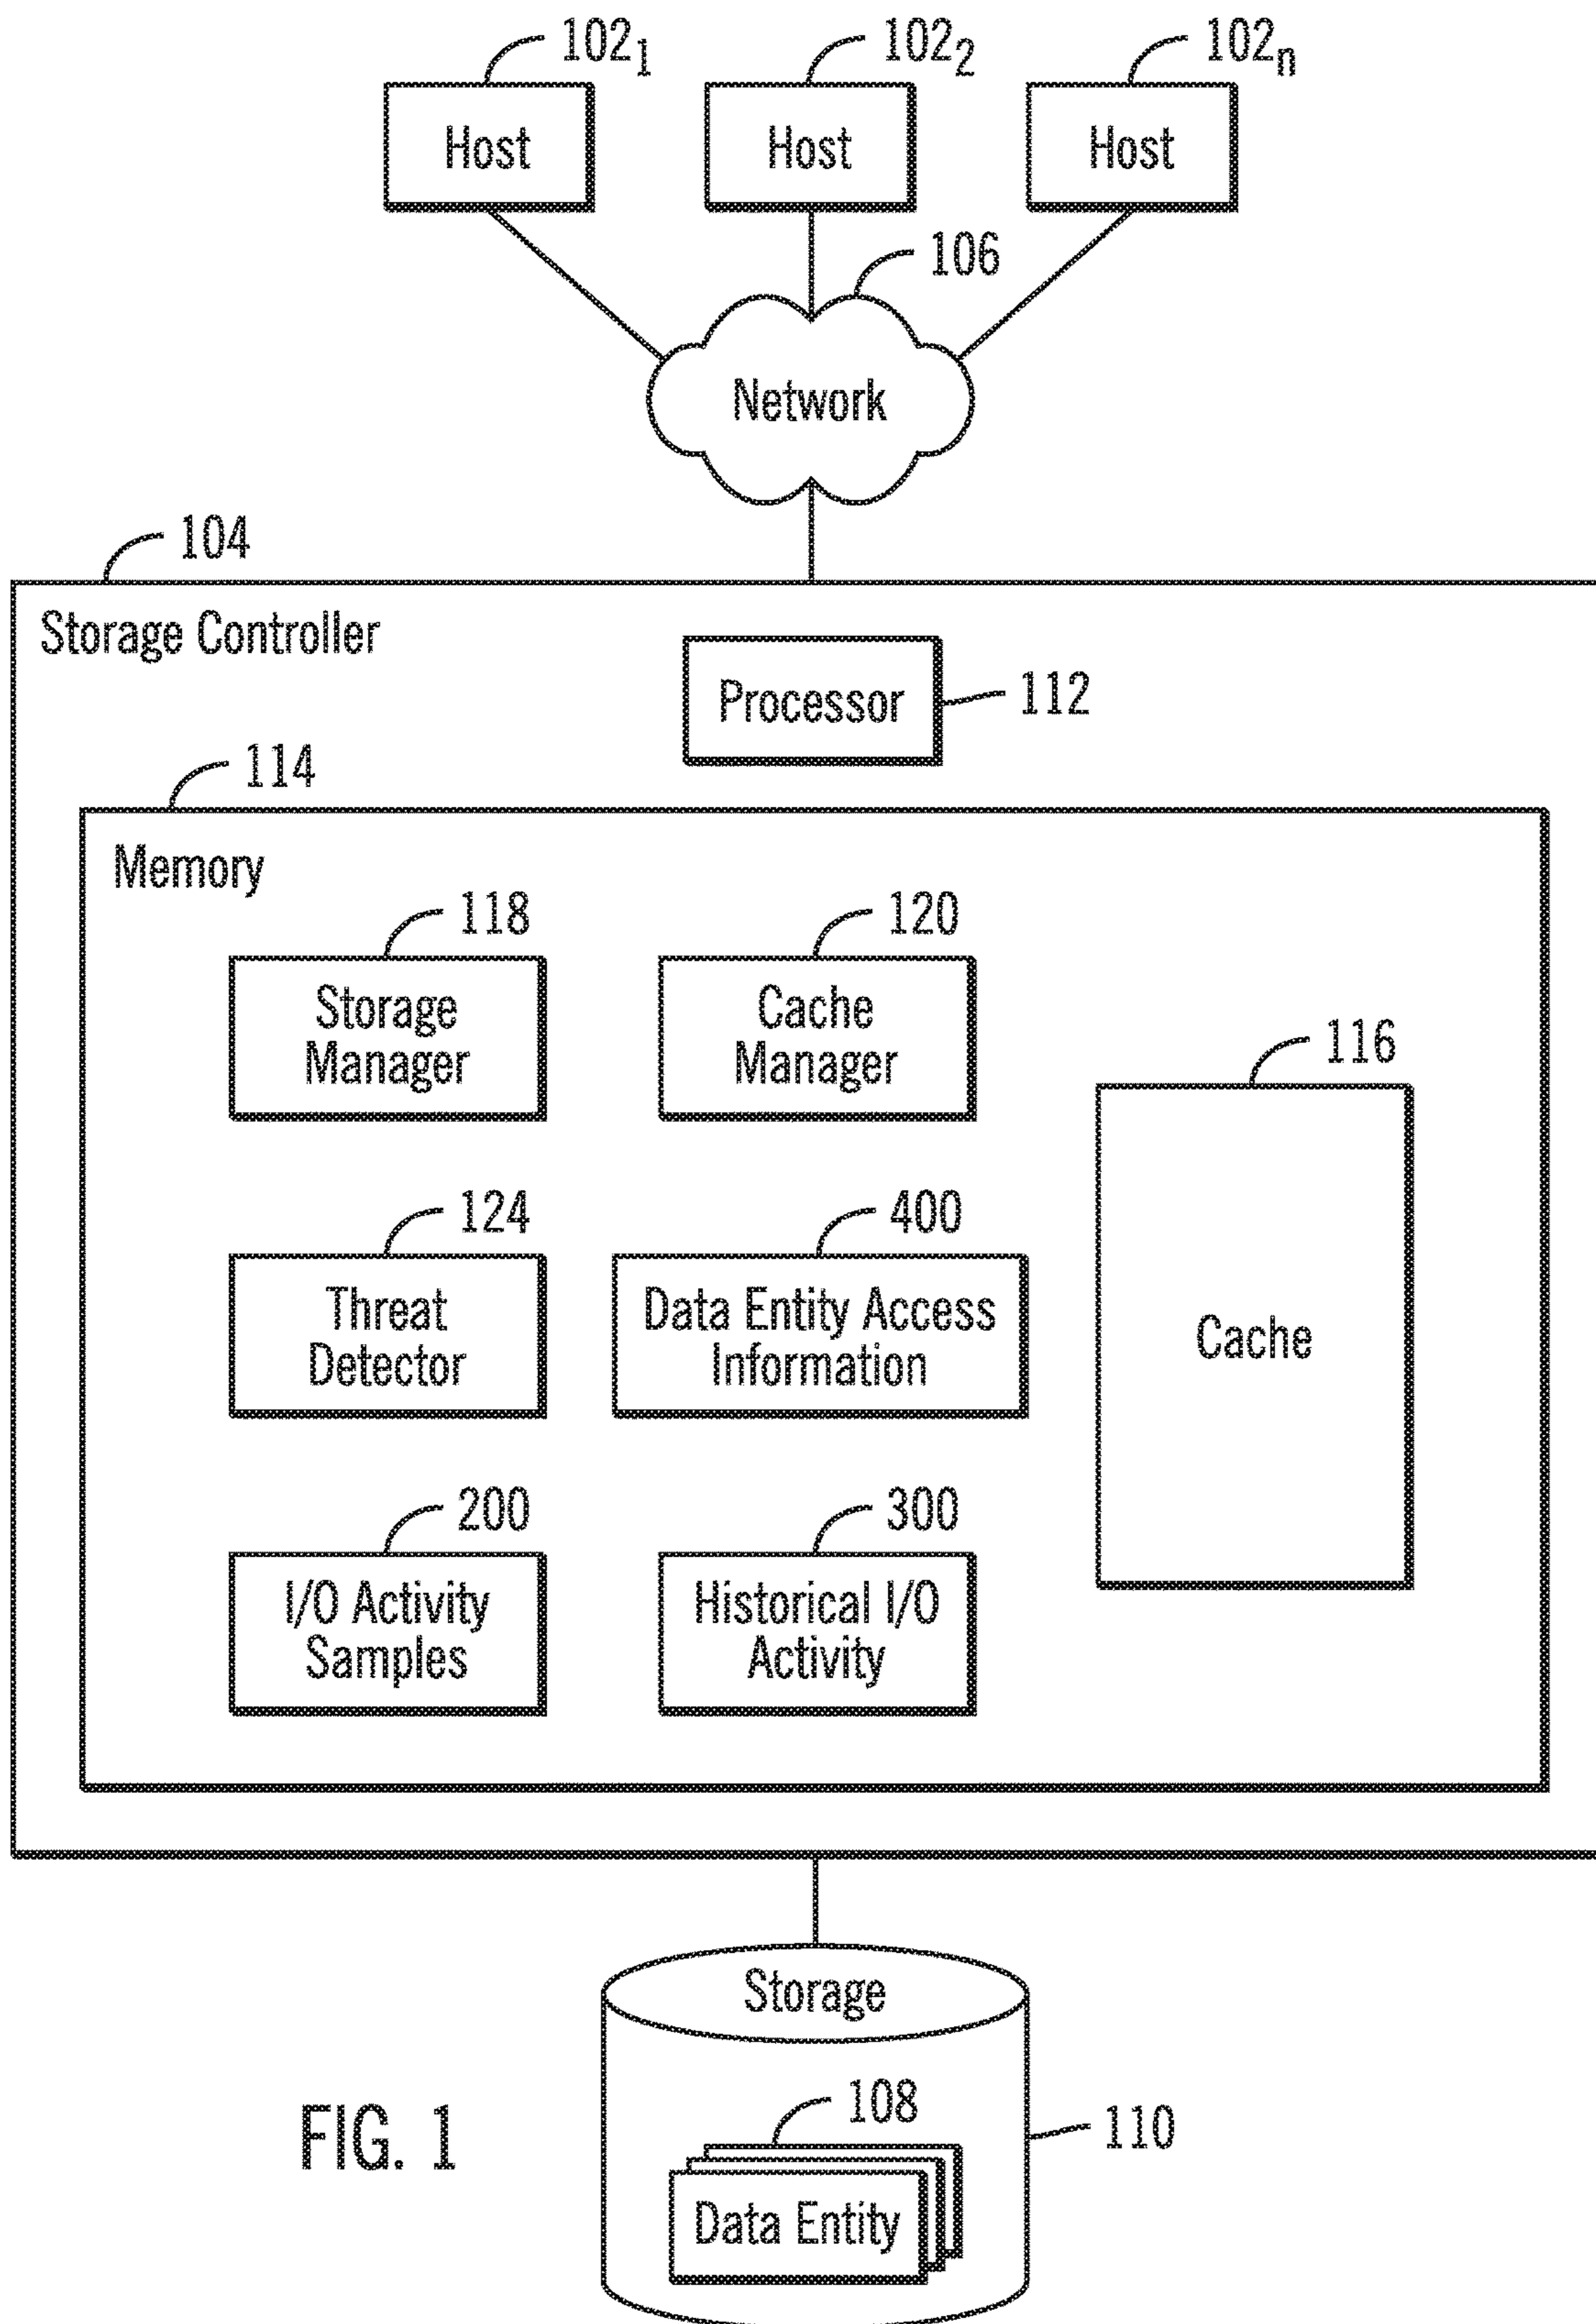 102₁ 102₂ 102ₙ
Host Host Host
106
Network
104
Storage Controller
Processor 112
114
Memory
118 120
Storage Cache
Manager Manager
116
Cache
124 400
Threat Data Entity Access
Detector Information
200 300
I/O Activity Historical I/O
Samples Activity
Storage
108
110
Data Entity
FIG. 1